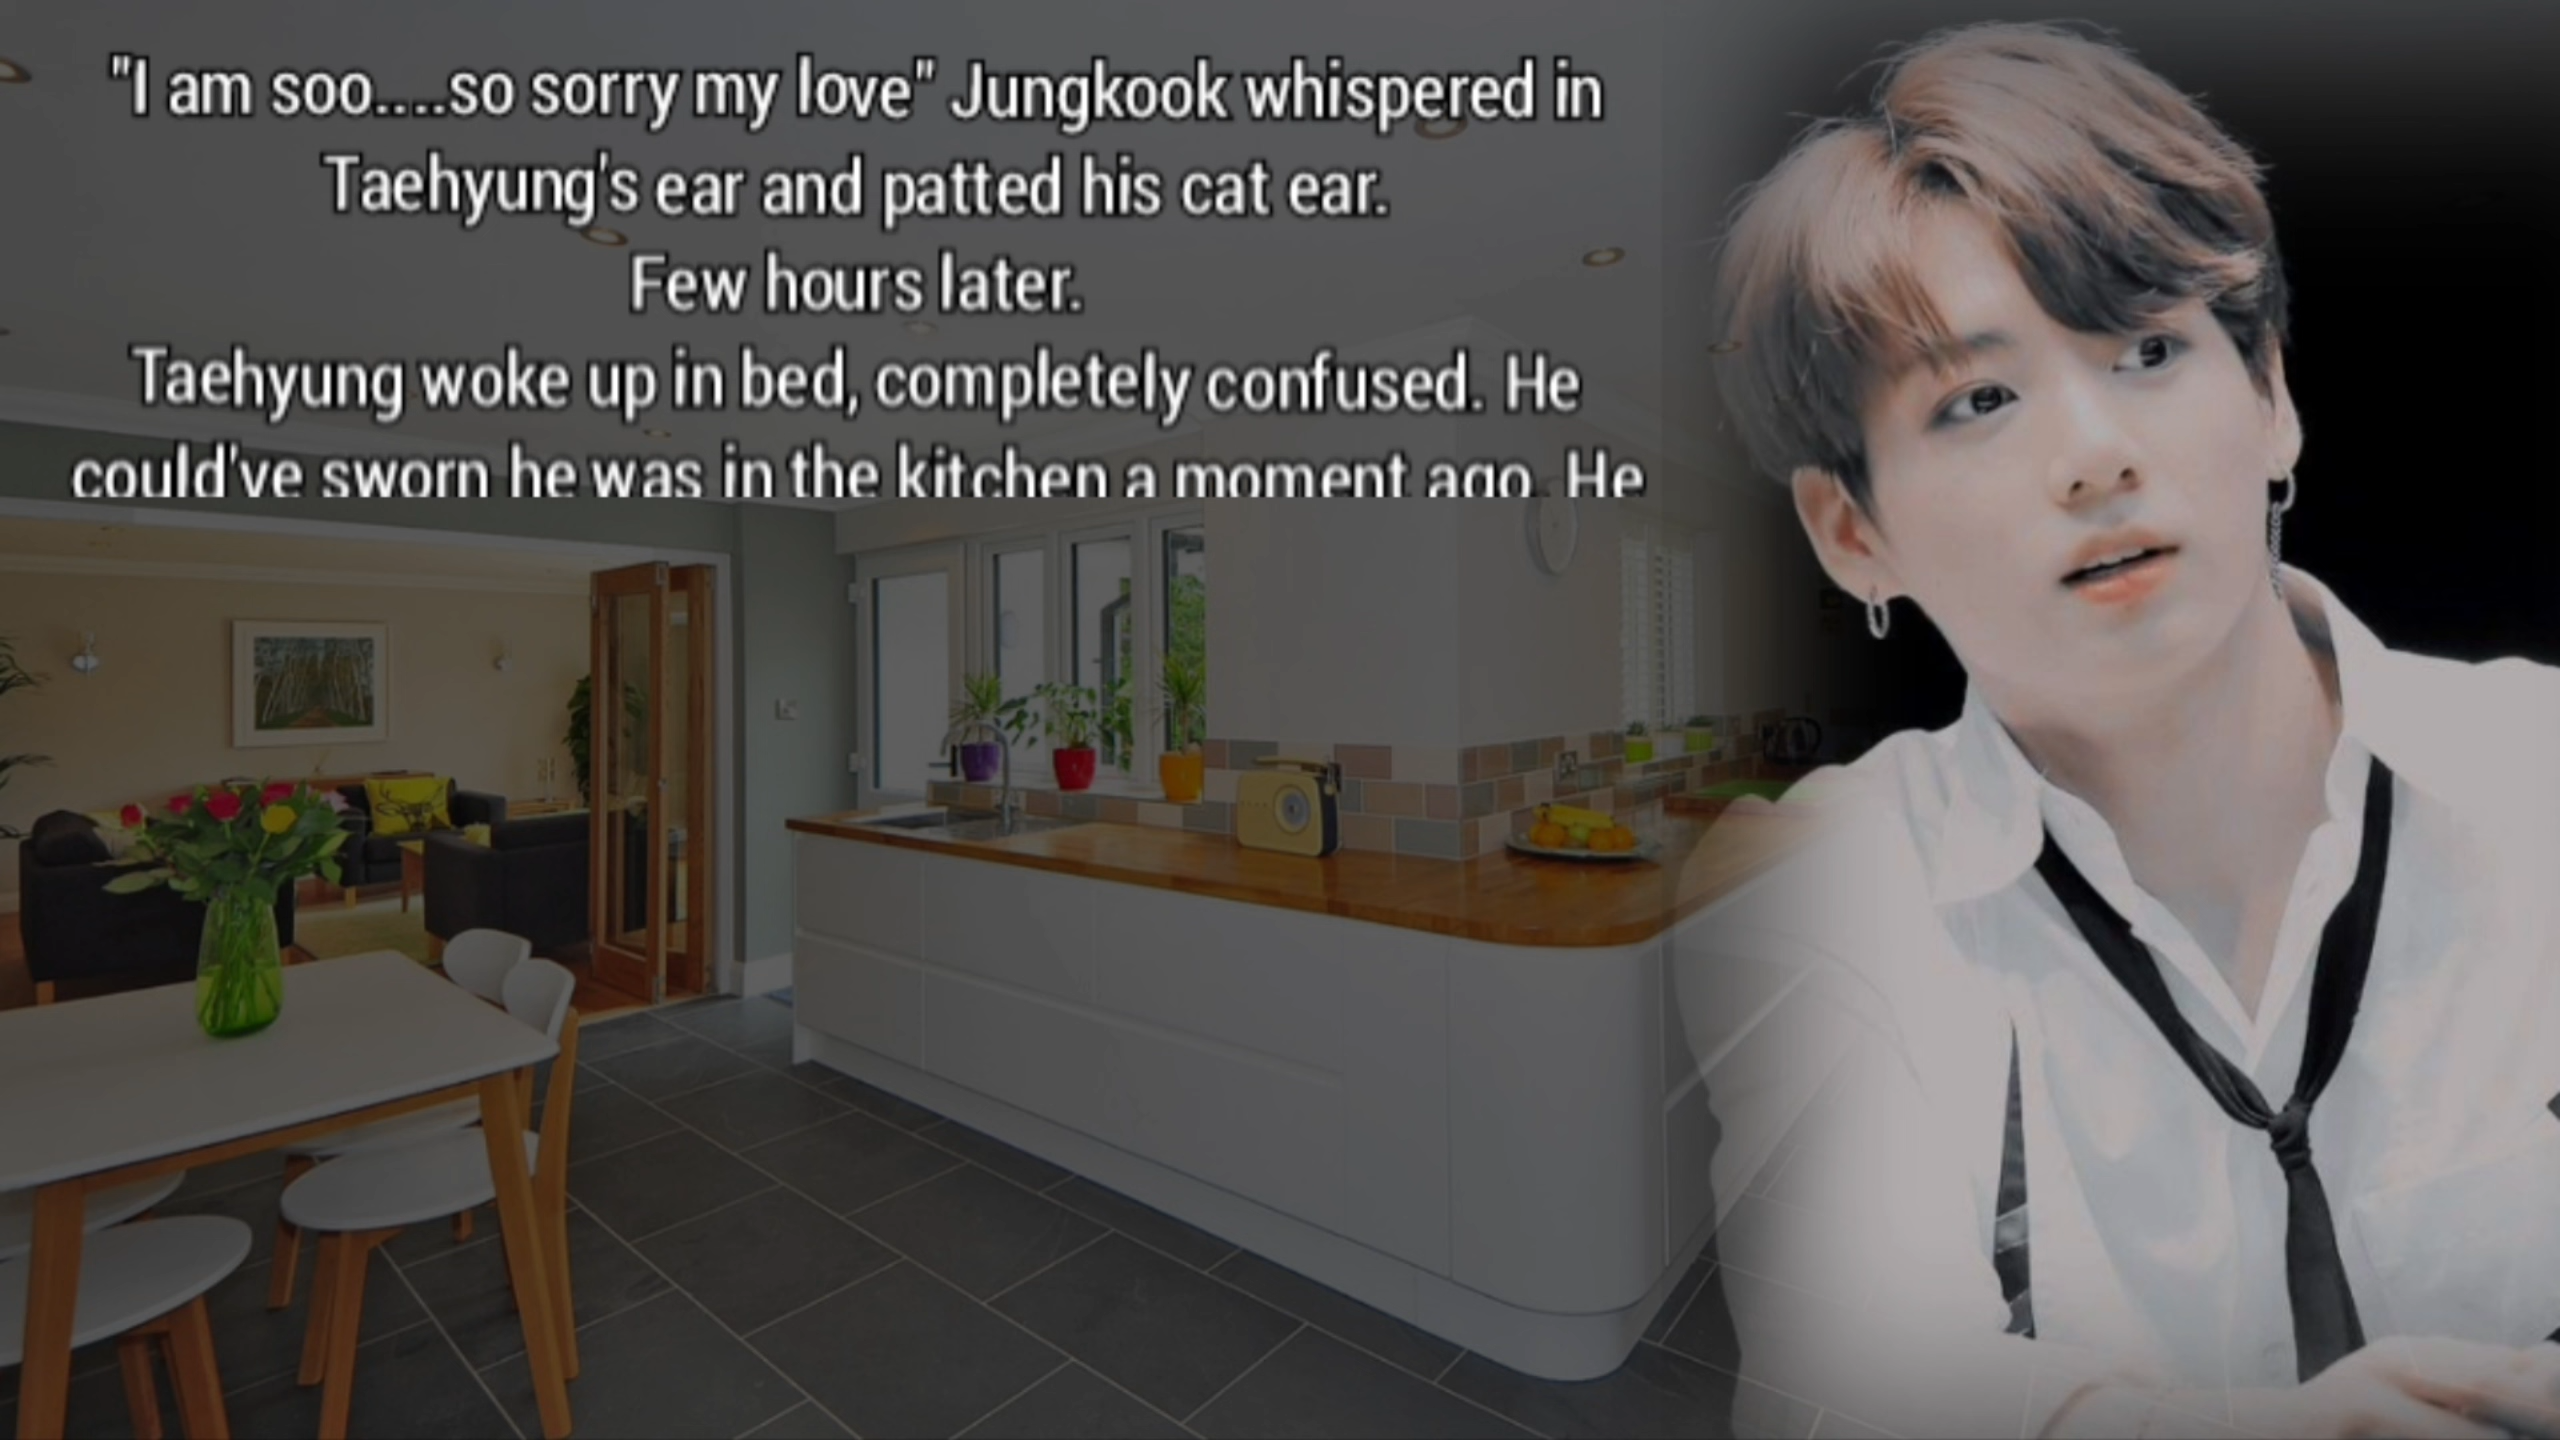 "I am soo....so sorry my love" Jungkook whispered in
Taehyung's ear and patted his cat ear.
Few hours later.
Taehyung woke up in bed, completely confused. He
could've sworn he was in the kitchen a moment ago. He